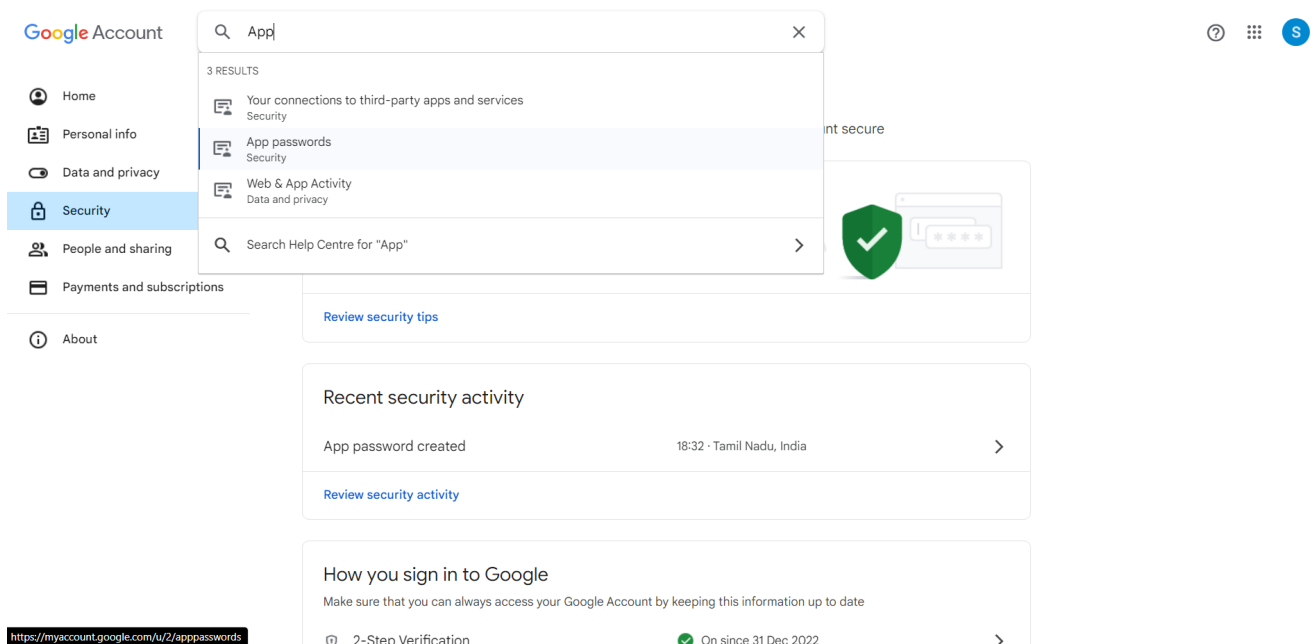 Google Account
App
S
3 RESULTS
Your connections to third-party apps and services
Security
App passwords
Security
Web & App Activity
Data and privacy
Search Help Centre for "App"
Home
Personal info
Data and privacy
Security
People and sharing
Payments and subscriptions
About
nt secure
****
Review security tips
Recent security activity
App password created
18:32 · Tamil Nadu, India
Review security activity
How you sign in to Google
Make sure that you can always access your Google Account by keeping this information up to date
2-Step Verification
On since 31 Dec 2022
https://myaccount.google.com/u/2/apppasswords